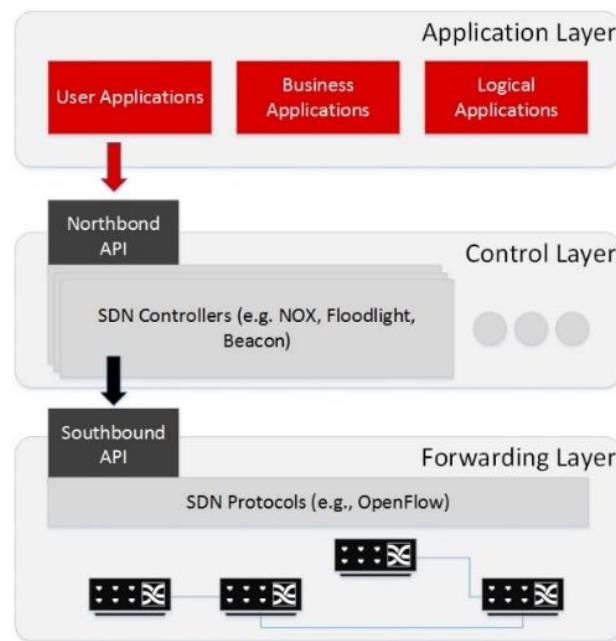 Application Layer
User Applications
Business
Applications
Logical
Applications
Northbond
API
Control Layer
SDN Controllers (e.g. NOX, Floodlight,
Beacon)
Southbound
API
Forwarding Layer
SDN Protocols (e.g., OpenFlow)